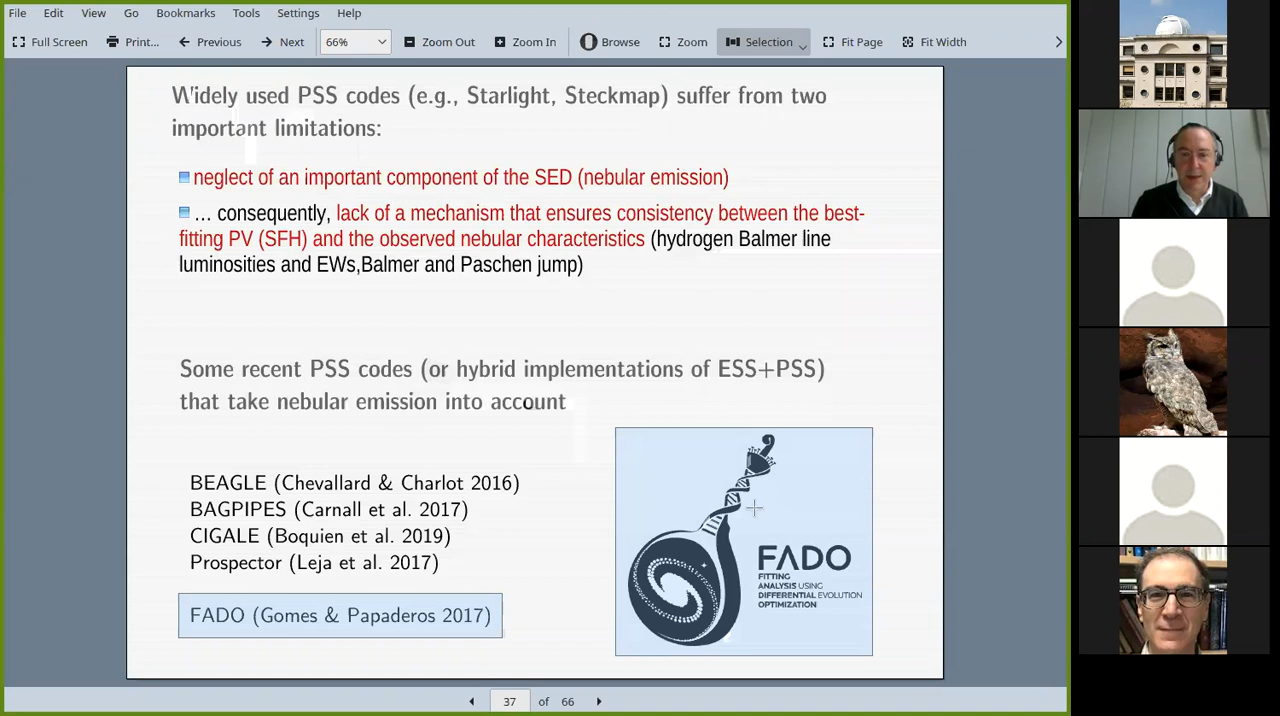 File Edit View Go Bookmarks Tools Settings Help
Full Screen Print... Previous Next 66% Zoom Out Zoom In Browse Zoom Selection Fit Page Fit Width
Widely used PSS codes (e.g., Starlight, Steckmap) suffer from two
important limitations:
neglect of an important component of the SED (nebular emission)
... consequently, lack of a mechanism that ensures consistency between the best-
fitting PV (SFH) and the observed nebular characteristics (hydrogen Balmer line
luminosities and EWs,Balmer and Paschen jump)
Some recent PSS codes (or hybrid implementations of ESS+PSS)
that take nebular emission into account
BEAGLE (Chevallard & Charlot 2016)
BAGPIPES (Carnall et al. 2017)
CIGALE (Boquien et al. 2019)
Prospector (Leja et al. 2017)
FADO (Gomes & Papaderos 2017)
FADO
FITTING
ANALYSIS USING
DIFFERENTIAL EVOLUTION
OPTIMIZATION
37 of 66